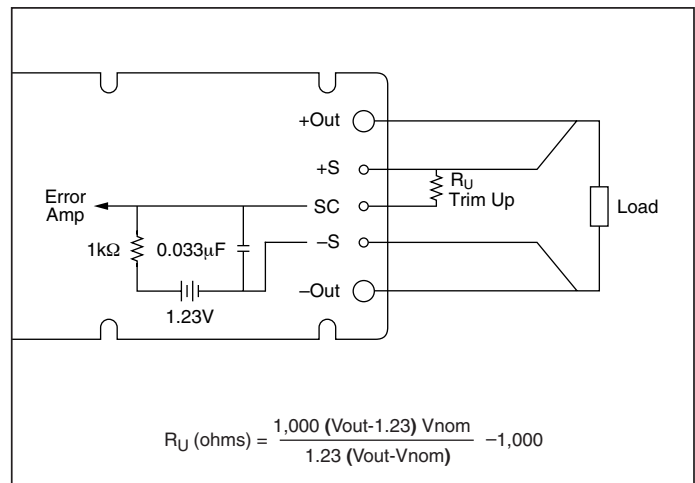 +Out
+S
RU
Trim Up
Error
Amp
SC
Load
1kΩ
0.033μF
–S
–Out
1.23V
RU (ohms) = 1,000 (Vout-1.23) Vnom / 1.23 (Vout-Vnom) –1,000